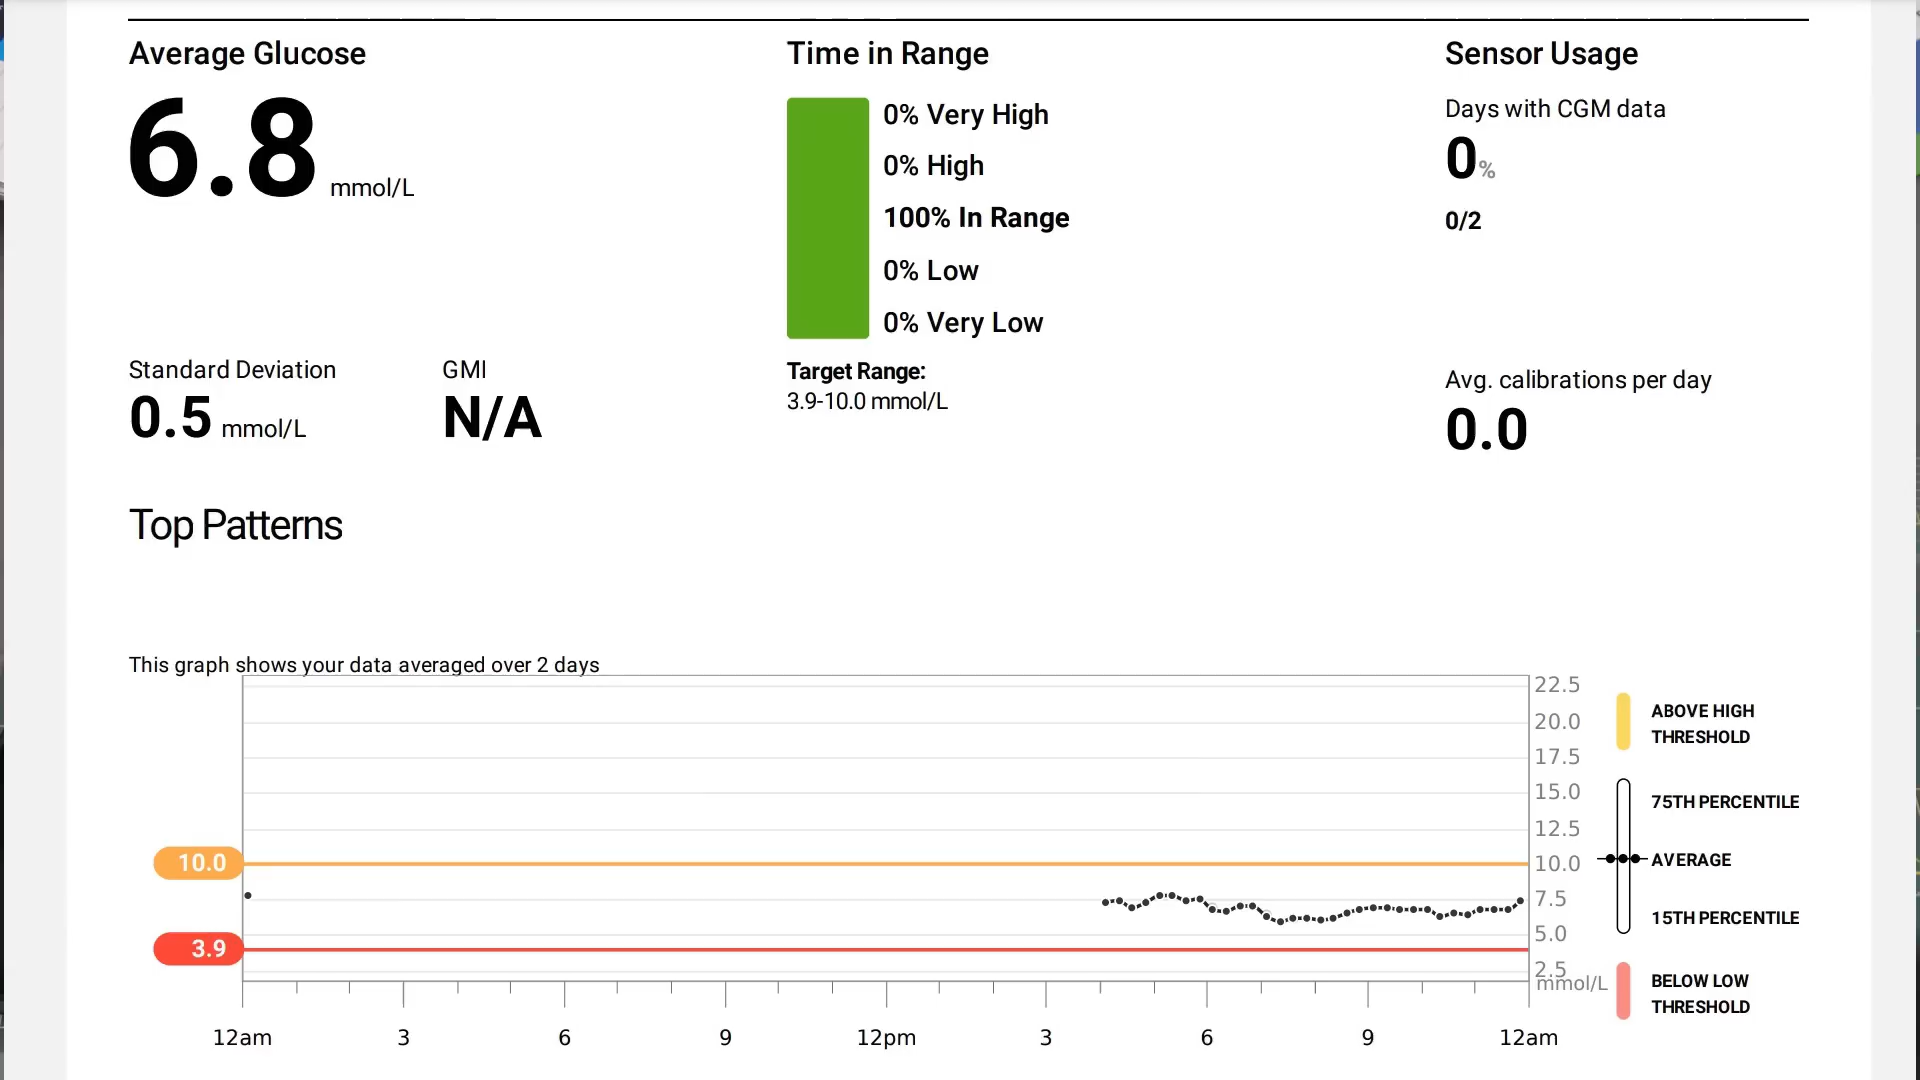 Average Glucose
6.8 mmol/L
Standard Deviation
0.5 mmol/L
GMI
N/A
Time in Range
0% Very High
0% High
100% In Range
0% Low
0% Very Low
Target Range:
3.9-10.0 mmol/L
Sensor Usage
Days with CGM data
0%
0/2
Avg. calibrations per day
0.0
Top Patterns
This graph shows your data averaged over 2 days
22.5
20.0
17.5
15.0
12.5
10.0
7.5
5.0
2.5
mmol/L
10.0
3.9
12am 3 6 9 12pm 3 6 9 12am
ABOVE HIGH
THRESHOLD
75TH PERCENTILE
AVERAGE
15TH PERCENTILE
BELOW LOW
THRESHOLD